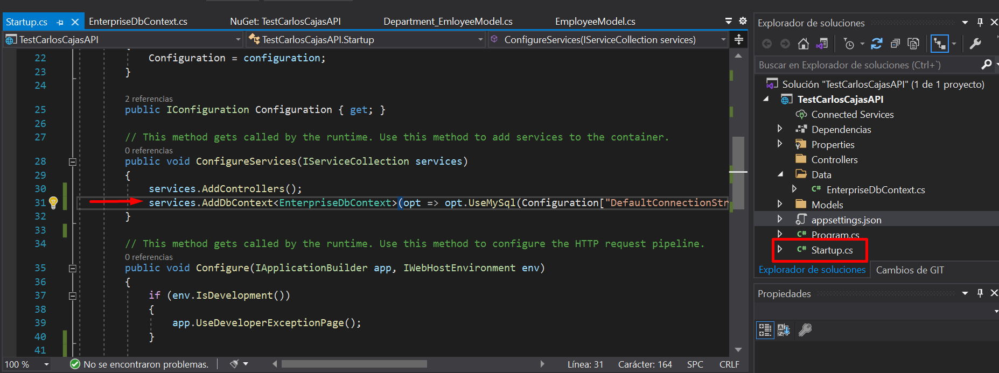 Startup.cs
EnterpriseDbContext.cs
NuGet: TestCarlosCajasAPI
Department_EmloyeeModel.cs
EmployeeModel.cs
TestCarlosCajasAPI
TestCarlosCajasAPI.Startup
ConfigureServices(IServiceCollection services)
22 Configuration = configuration;
23 }
24
2 referencias
25 public IConfiguration Configuration { get; }
26
27 // This method gets called by the runtime. Use this method to add services to the container.
0 referencias
28 public void ConfigureServices(IServiceCollection services)
29 {
30 services.AddControllers();
31 services.AddDbContext<EnterpriseDbContext>(opt => opt.UseMySql(Configuration["DefaultConnectionStr
32 }
33
34 // This method gets called by the runtime. Use this method to configure the HTTP request pipeline.
0 referencias
35 public void Configure(IApplicationBuilder app, IWebHostEnvironment env)
36 {
37 if (env.IsDevelopment())
38 {
39 app.UseDeveloperExceptionPage();
40 }
41
100 %
No se encontraron problemas.
Línea: 31
Carácter: 164
SPC
CRLF
Explorador de soluciones
Buscar en Explorador de soluciones (Ctrl+`)
Solución "TestCarlosCajasAPI" (1 de 1 proyecto)
TestCarlosCajasAPI
Connected Services
Dependencias
Properties
Controllers
Data
C# EnterpriseDbContext.cs
Models
appsettings.json
C# Program.cs
C# Startup.cs
Explorador de soluciones
Cambios de GIT
Propiedades